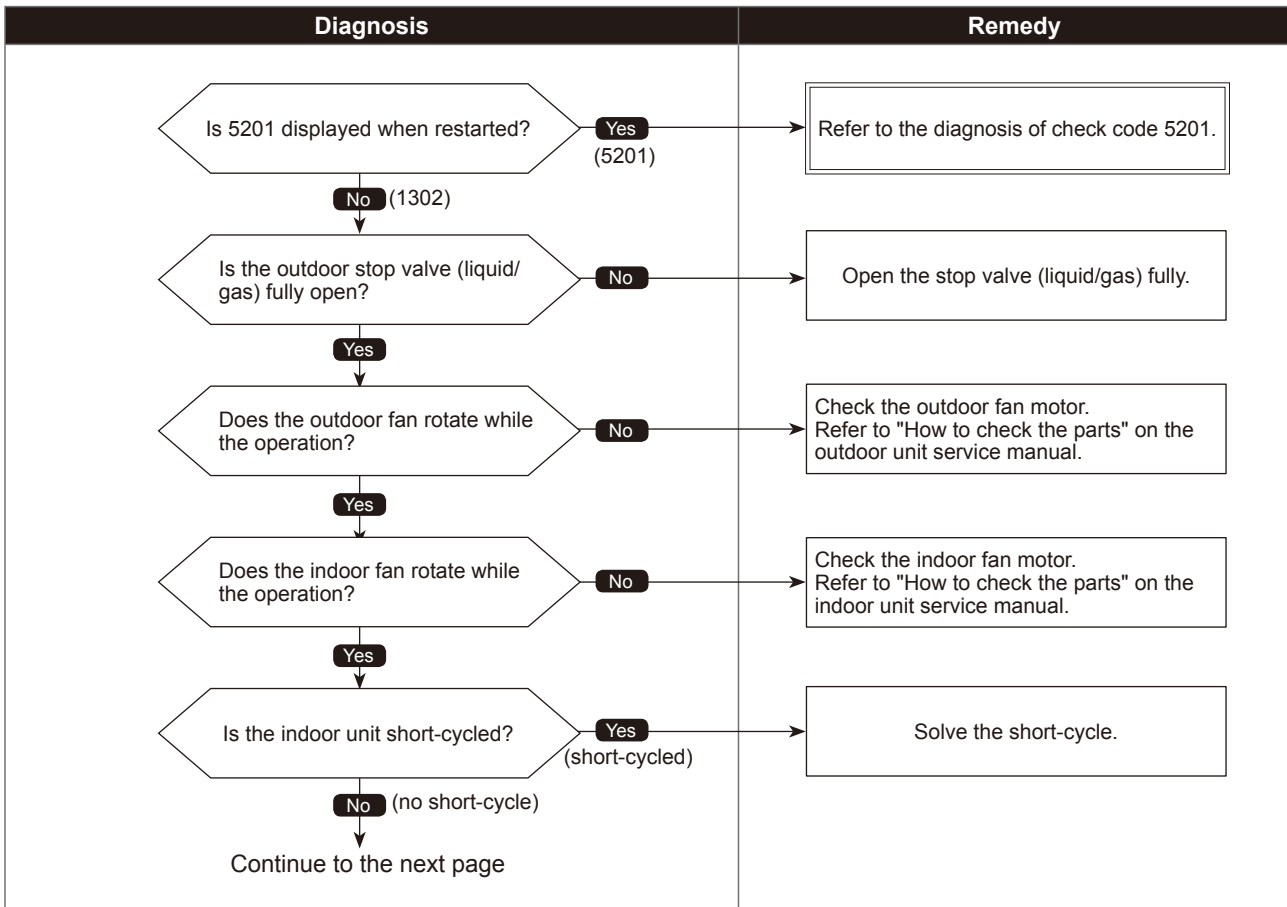 Diagnosis
Remedy
Is 5201 displayed when restarted?
Yes
(5201)
Refer to the diagnosis of check code 5201.
No (1302)
Is the outdoor stop valve (liquid/
gas) fully open?
No
Open the stop valve (liquid/gas) fully.
Yes
Does the outdoor fan rotate while
the operation?
No
Check the outdoor fan motor.
Refer to "How to check the parts" on the
outdoor unit service manual.
Yes
Does the indoor fan rotate while
the operation?
No
Check the indoor fan motor.
Refer to "How to check the parts" on the
indoor unit service manual.
Yes
Is the indoor unit short-cycled?
Yes
(short-cycled)
Solve the short-cycle.
No (no short-cycle)
Continue to the next page